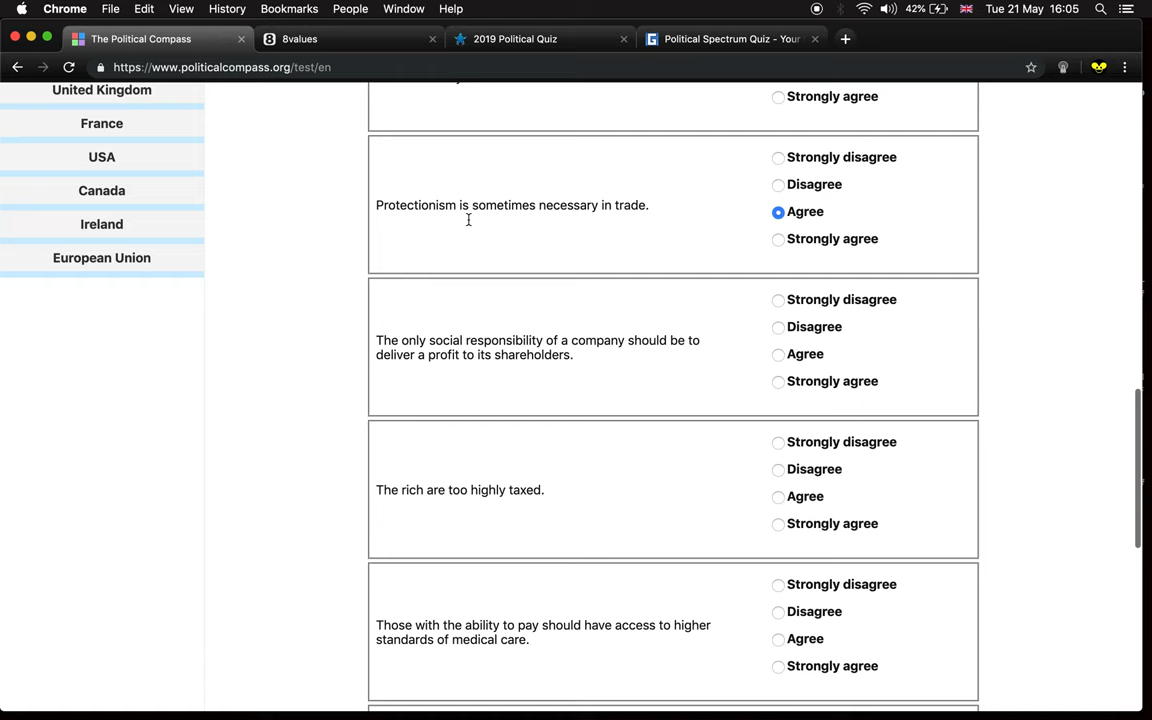 Chrome File Edit View History Bookmarks People Window Help 42% Tue 21 May 16:05
The Political Compass 8values 2019 Political Quiz Political Spectrum Quiz - Your
https://www.politicalcompass.org/test/en
United Kingdom
France
USA
Canada
Ireland
European Union
Strongly agree
Protectionism is sometimes necessary in trade.
Strongly disagree
Disagree
Agree
Strongly agree
The only social responsibility of a company should be to
deliver a profit to its shareholders.
Strongly disagree
Disagree
Agree
Strongly agree
The rich are too highly taxed.
Strongly disagree
Disagree
Agree
Strongly agree
Those with the ability to pay should have access to higher
standards of medical care.
Strongly disagree
Disagree
Agree
Strongly agree